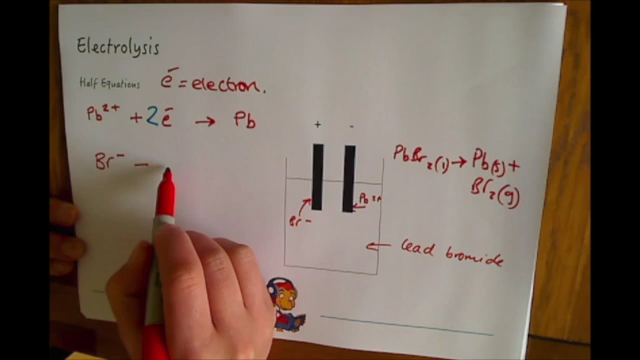 Electrolysis
Half Equations
e⁻ = electron.
Pb²⁺ + 2e⁻ → Pb
Br⁻ –
+ -
PbBr₂(l) → Pb(s) +
Br₂(g)
Br⁻
Pb²⁺
lead bromide